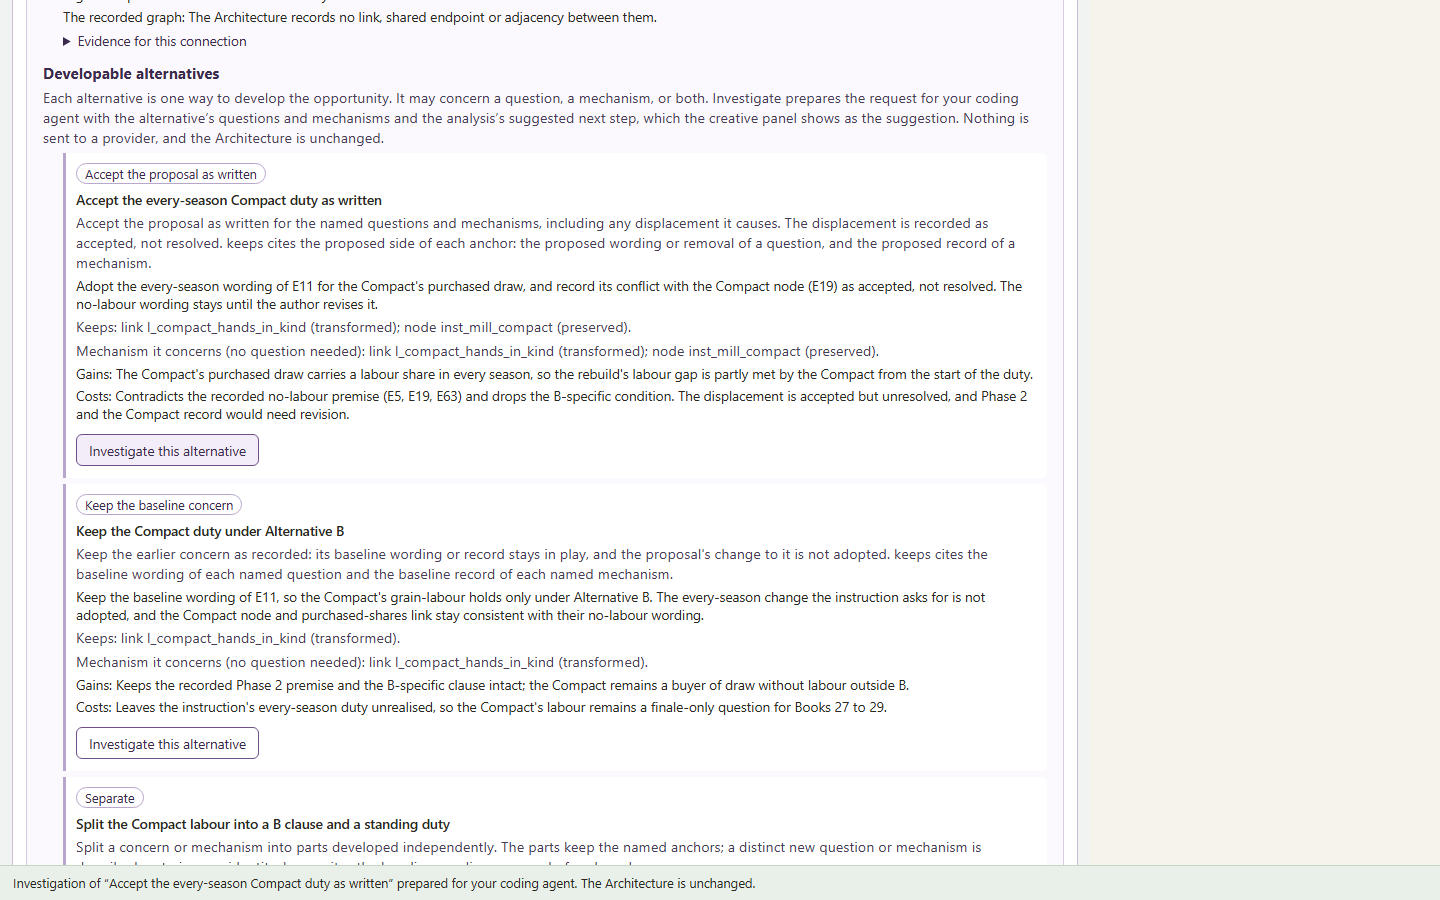 The recorded graph: The Architecture records no link, shared endpoint or adjacency between them.
▶ Evidence for this connection
Developable alternatives
Each alternative is one way to develop the opportunity. It may concern a question, a mechanism, or both. Investigate prepares the request for your coding
agent with the alternative’s questions and mechanisms and the analysis’s suggested next step, which the creative panel shows as the suggestion. Nothing is
sent to a provider, and the Architecture is unchanged.
Accept the proposal as written
Accept the every-season Compact duty as written
Accept the proposal as written for the named questions and mechanisms, including any displacement it causes. The displacement is recorded as
accepted, not resolved. keeps cites the proposed side of each anchor: the proposed wording or removal of a question, and the proposed record of a
mechanism.
Adopt the every-season wording of E11 for the Compact's purchased draw, and record its conflict with the Compact node (E19) as accepted, not resolved. The
no-labour wording stays until the author revises it.
Keeps: link l_compact_hands_in_kind (transformed); node inst_mill_compact (preserved).
Mechanism it concerns (no question needed): link l_compact_hands_in_kind (transformed); node inst_mill_compact (preserved).
Gains: The Compact's purchased draw carries a labour share in every season, so the rebuild's labour gap is partly met by the Compact from the start of the duty.
Costs: Contradicts the recorded no-labour premise (E5, E19, E63) and drops the B-specific condition. The displacement is accepted but unresolved, and Phase 2
and the Compact record would need revision.
Investigate this alternative
Keep the baseline concern
Keep the Compact duty under Alternative B
Keep the earlier concern as recorded: its baseline wording or record stays in play, and the proposal's change to it is not adopted. keeps cites the
baseline wording of each named question and the baseline record of each named mechanism.
Keep the baseline wording of E11, so the Compact's grain-labour holds only under Alternative B. The every-season change the instruction asks for is not
adopted, and the Compact node and purchased-shares link stay consistent with their no-labour wording.
Keeps: link l_compact_hands_in_kind (transformed).
Mechanism it concerns (no question needed): link l_compact_hands_in_kind (transformed).
Gains: Keeps the recorded Phase 2 premise and the B-specific clause intact; the Compact remains a buyer of draw without labour outside B.
Costs: Leaves the instruction's every-season duty unrealised, so the Compact's labour remains a finale-only question for Books 27 to 29.
Investigate this alternative
Separate
Split the Compact labour into a B clause and a standing duty
Split a concern or mechanism into parts developed independently. The parts keep the named anchors; a distinct new question or mechanism is
Investigation of “Accept the every-season Compact duty as written” prepared for your coding agent. The Architecture is unchanged.